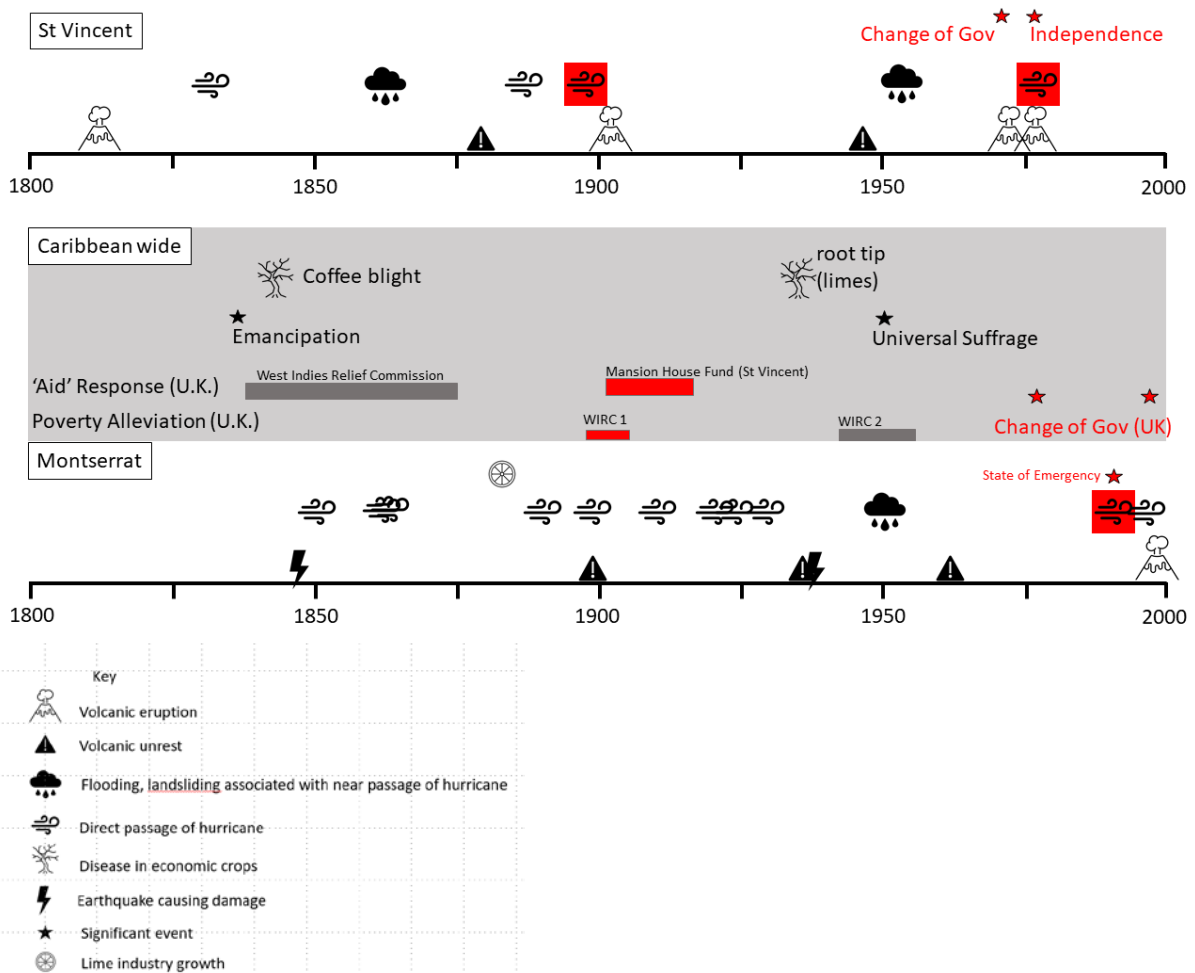 St Vincent
Change of Gov
Independence
1800
1850
1900
1950
2000
Caribbean wide
Coffee blight
root tip
(limes)
Emancipation
Universal Suffrage
‘Aid’ Response (U.K.)
West Indies Relief Commission
Mansion House Fund (St Vincent)
Poverty Alleviation (U.K.)
WIRC 1
WIRC 2
Change of Gov (UK)
Montserrat
State of Emergency
1800
1850
1900
1950
2000
Key
Volcanic eruption
Volcanic unrest
Flooding, landsliding associated with near passage of hurricane
Direct passage of hurricane
Disease in economic crops
Earthquake causing damage
Significant event
Lime industry growth